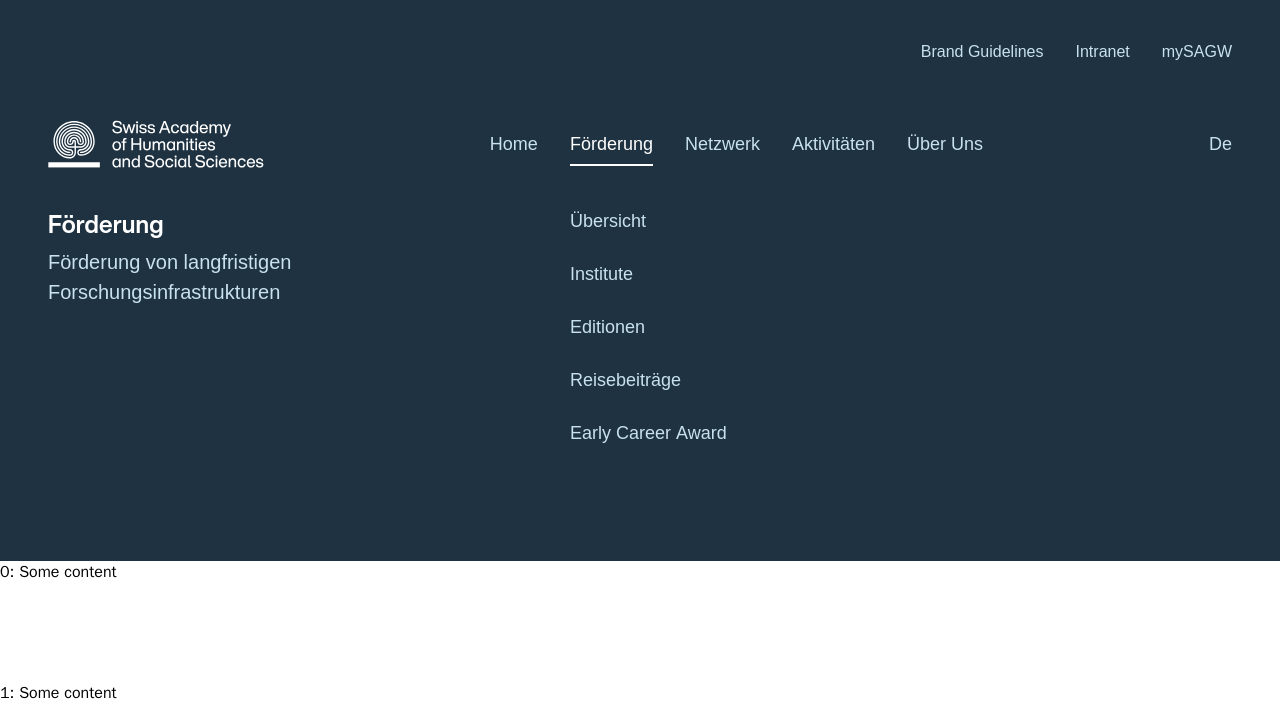 Brand Guidelines Intranet mySAGW
Swiss Academy
of Humanities
and Social Sciences
Home Förderung Netzwerk Aktivitäten Über Uns De
Förderung
Förderung von langfristigen
Forschungsinfrastrukturen
Übersicht
Institute
Editionen
Reisebeiträge
Early Career Award
0: Some content
1: Some content